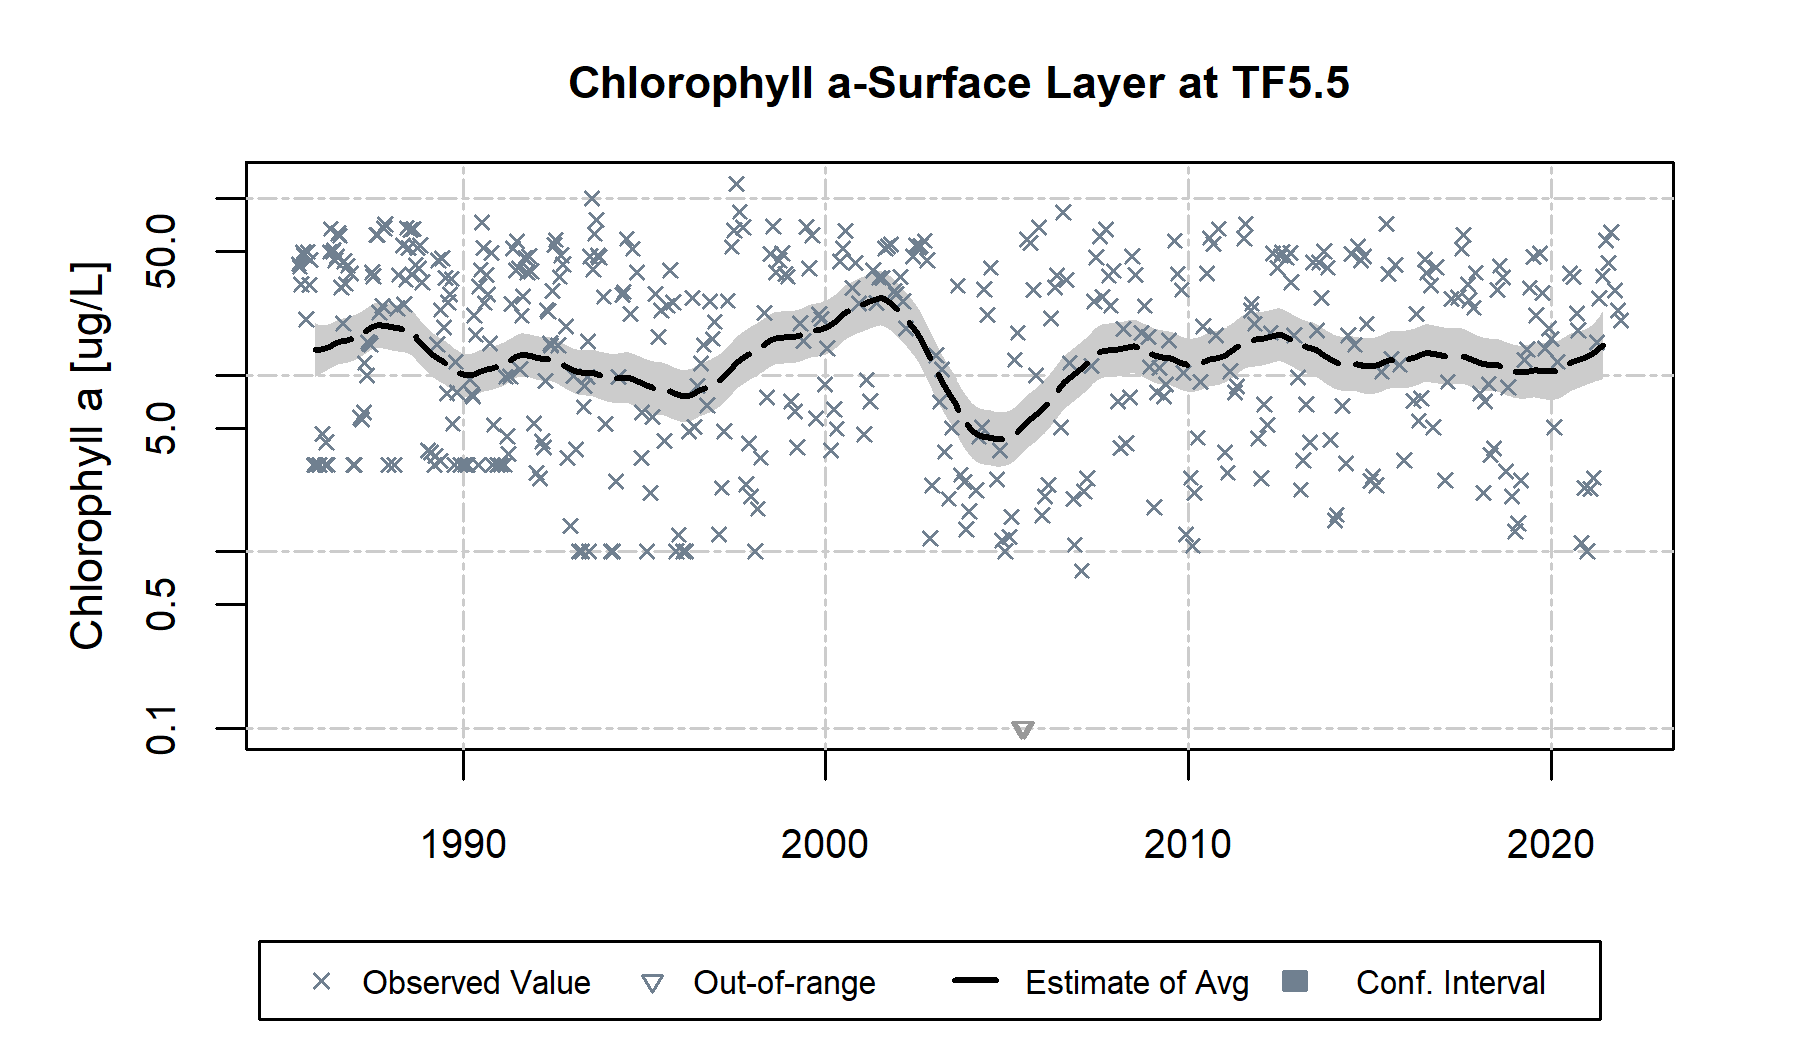 Chlorophyll a-Surface Layer at TF5.5
Chlorophyll a [ug/L]
50.0
5.0
0.5
0.1
1990 2000 2010 2020
Observed Value Out-of-range Estimate of Avg Conf. Interval